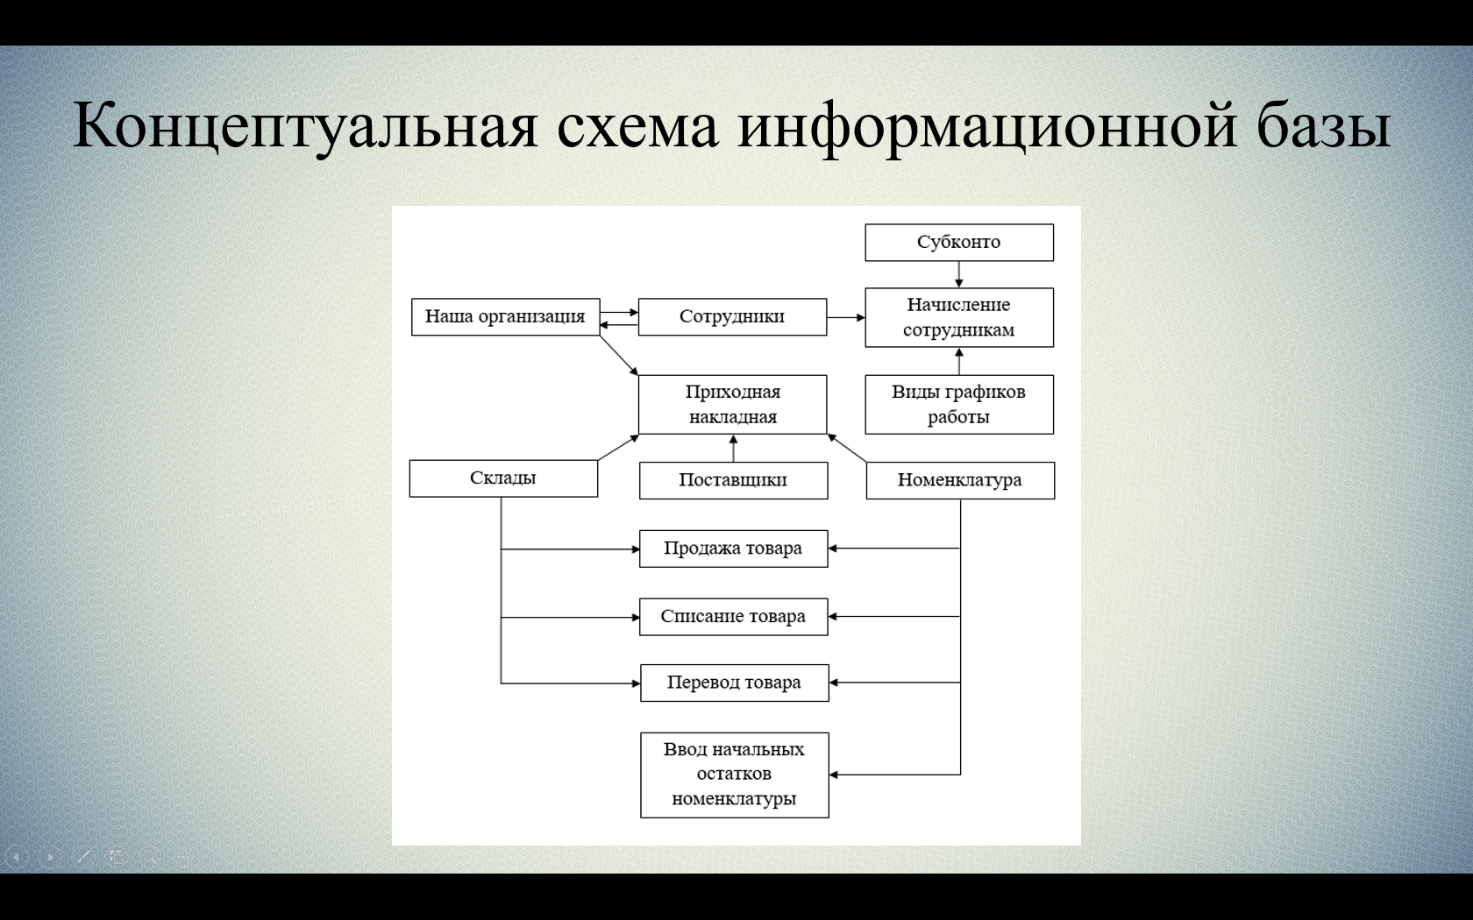 Концептуальная схема информационной базы
Субконто
Наша организация
Сотрудники
Начисление
сотрудникам
Приходная
накладная
Виды графиков
работы
Склады
Поставщики
Номенклатура
Продажа товара
Списание товара
Перевод товара
Ввод начальных
остатков
номенклатуры